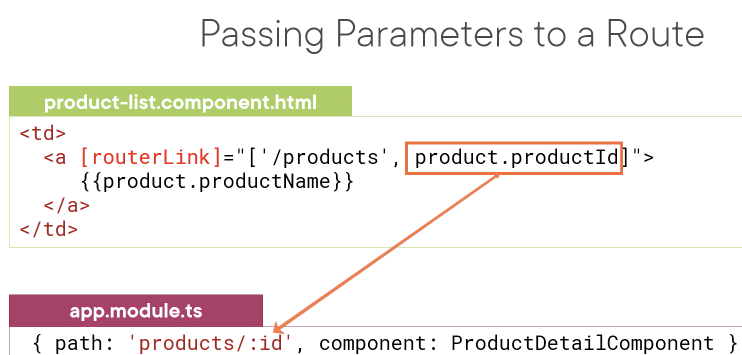 Passing Parameters to a Route
product-list.component.html
<td>
<a [routerLink]="['/products', product.productId]">
{{product.productName}}
</a>
</td>
app.module.ts
{ path: 'products/:id', component: ProductDetailComponent }